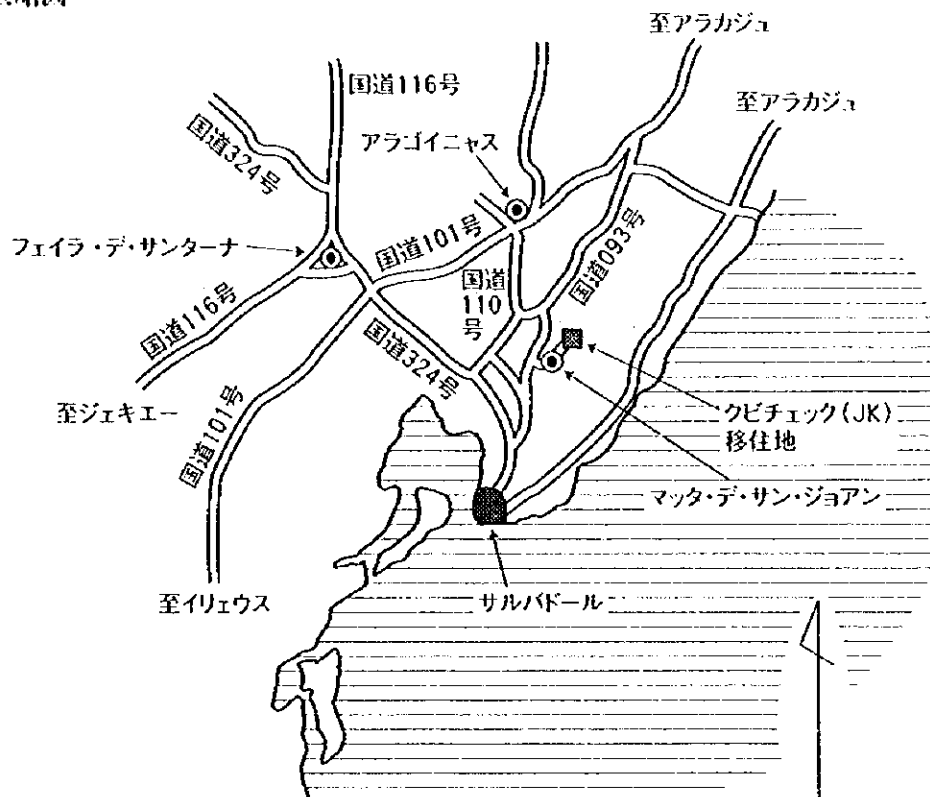 至アラカジュ
国道116号
至アラカジュ
国道324号
アラゴイニャス
フェイラ・デ・サンターナ
国道101号
国道093号
国道
110
号
国道116号
国道324号
至ジェキエー
国道101号
クビチェック(JK)
移住地
マッタ・デ・サン・ジョアン
至イリェウス
サルバドール